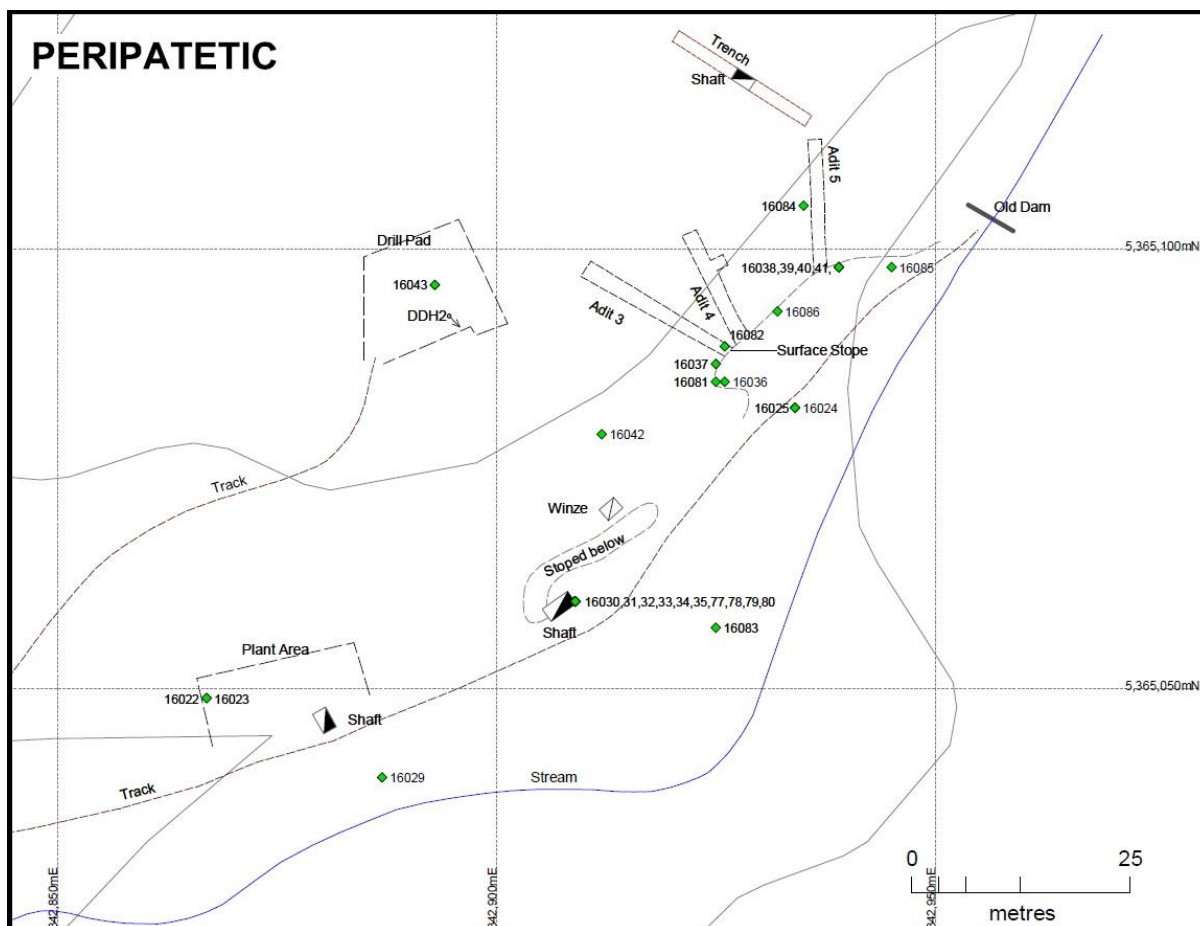 PERIPATETIC
Trench
Shaft
Adit 5
16084
Old Dam
Drill Pad
5,365,100mN
16038,39,40,41,
16085
16043
DDH2
Adit 3
Adit 4
16086
16082
Surface Stope
16037
16081
16036
16025
16024
16042
Track
Winze
Stoped below
16030,31,32,33,34,35,77,78,79,80
Shaft
16083
Plant Area
5,365,050mN
16022
16023
Shaft
16029
Stream
Track
0
25
metres
342,850mE
342,900mE
342,950mE